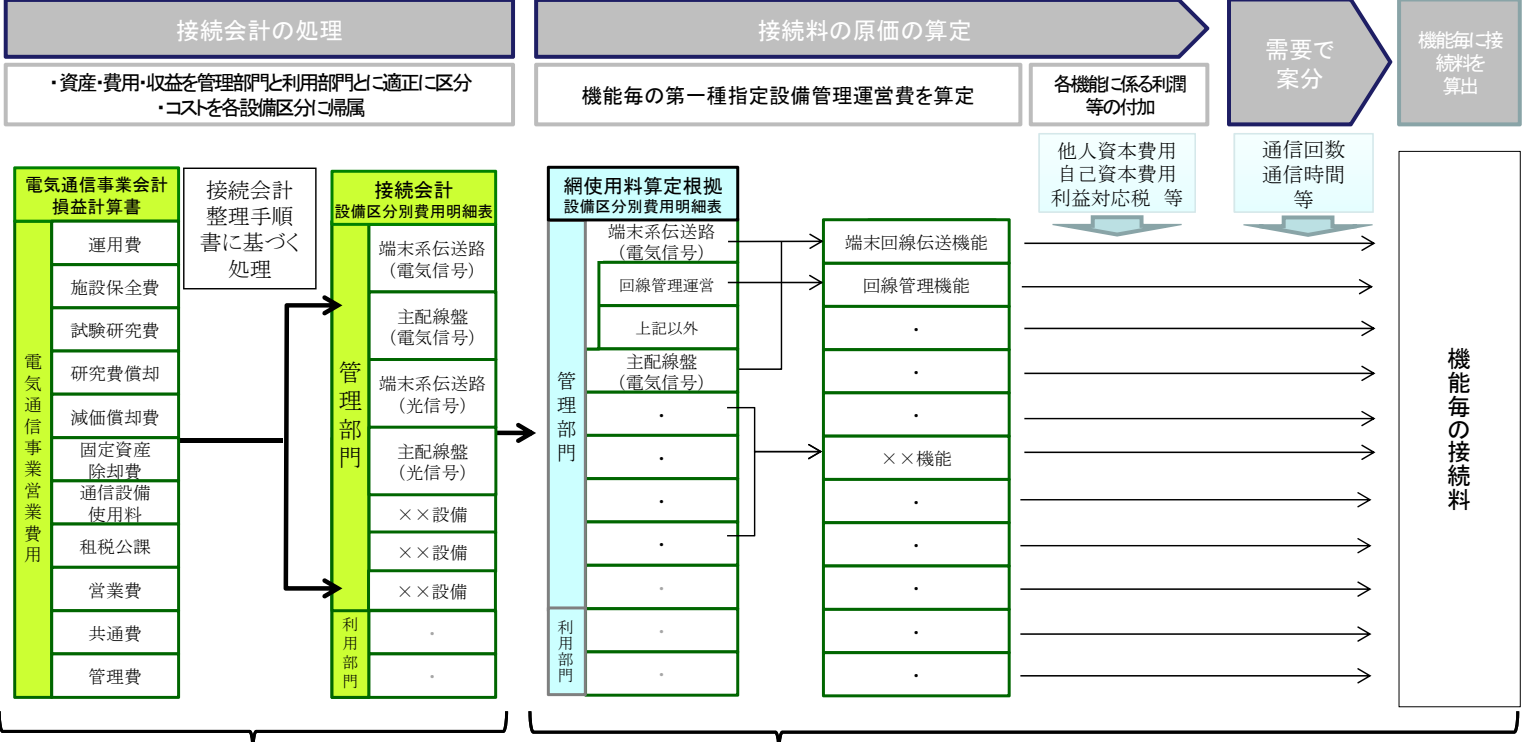 接続会計の処理
接続料の原価の算定
需要で
案分
機能毎に接
続料を
算出
・資産・費用・収益を管理部門と利用部門とに適正に区分
・コストを各設備区分に帰属
機能毎の第一種指定設備管理運営費を算定
各機能に係る利潤
等の付加
他人資本費用
自己資本費用
利益対応税 等
通信回数
通信時間
等
電気通信事業会計
損益計算書
電気通信事業営業費用
運用費
施設保全費
試験研究費
研究費償却
減価償却費
固定資産
除却費
通信設備
使用料
租税公課
営業費
共通費
管理費
接続会計
整理手順
書に基づく
処理
接続会計
設備区分別費用明細表
管理部門
端末系伝送路
(電気信号)
主配線盤
(電気信号)
端末系伝送路
(光信号)
主配線盤
(光信号)
××設備
××設備
××設備
利用部門
・
・
網使用料算定根拠
設備区分別費用明細表
管理部門
端末系伝送路
(電気信号)
回線管理運営
上記以外
主配線盤
(電気信号)
・
・
・
・
・
利用部門
・
・
端末回線伝送機能
回線管理機能
・
・
・
××機能
・
・
・
・
・
機能毎の接続料